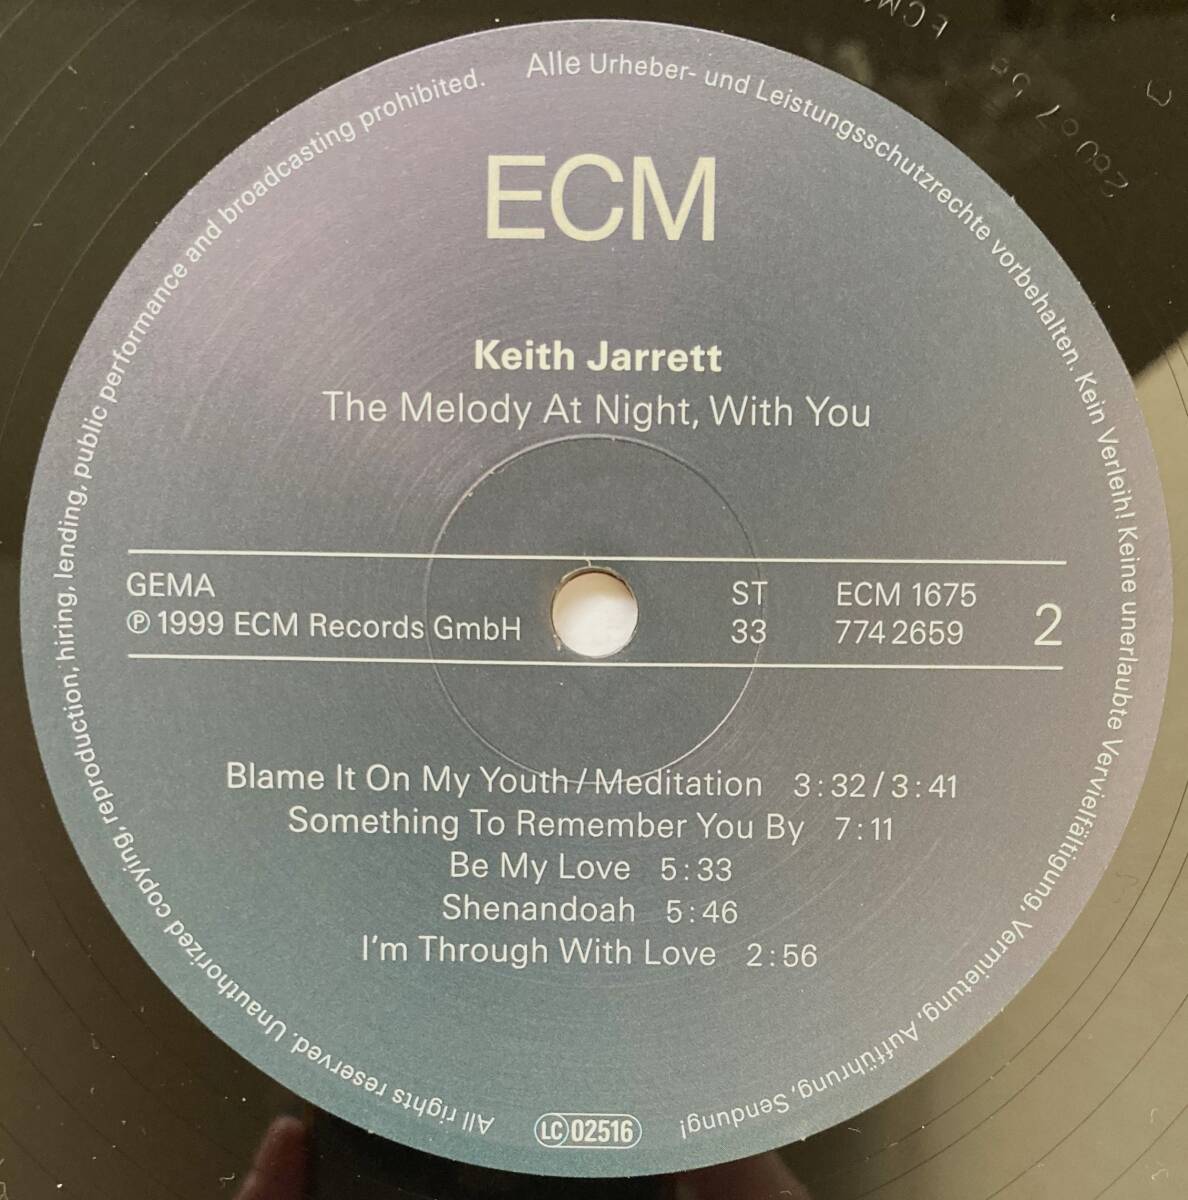 ECM
Keith Jarrett
The Melody At Night, With You
GEMA
℗ 1999 ECM Records GmbH
ST
33
ECM 1675
774 2659
2
Blame It On My Youth / Meditation 3:32 / 3:41
Something To Remember You By 7:11
Be My Love 5:33
Shenandoah 5:46
I'm Through With Love 2:56
Alle Urheber- und Leistungsschutzrechte vorbehalten. Kein Verleih! Keine unerlaubte Vervielfältigung, Vermietung, Aufführung, Sendung!
LC 02516
All rights reserved. Unauthorized copying, reproduction, hiring, lending, public performance and broadcasting prohibited.